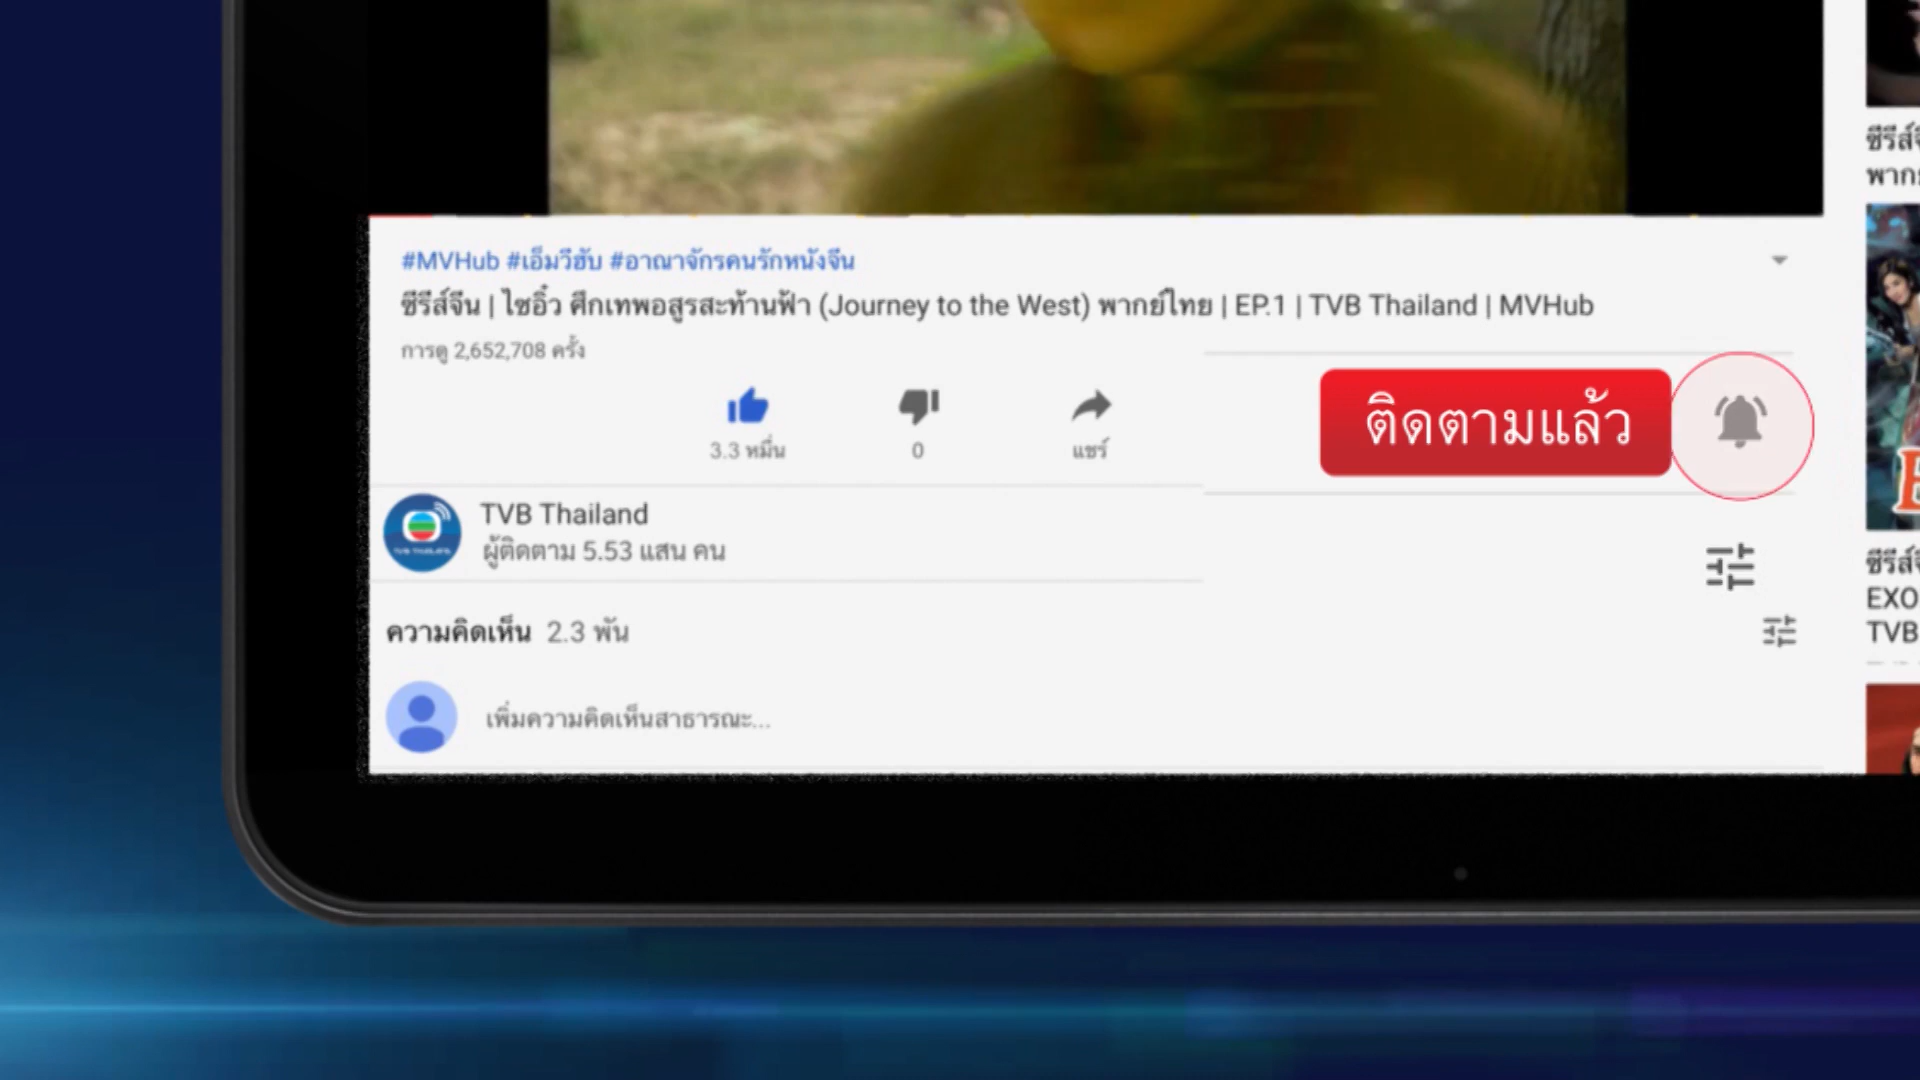 #MVHub #เอ็มวีฮับ #อาณาจักรคนรักหนังจีน
ซีรีส์จีน | ไซอิ๋ว ศึกเทพอสูรสะท้านฟ้า (Journey to the West) พากย์ไทย | EP.1 | TVB Thailand | MVHub
การดู 2,652,708 ครั้ง
3.3 หมื่น
0
แชร์
ติดตามแล้ว
TVB Thailand
ผู้ติดตาม 5.53 แสน คน
ความคิดเห็น 2.3 พัน
เพิ่มความคิดเห็นสาธารณะ...
EXO
TVB